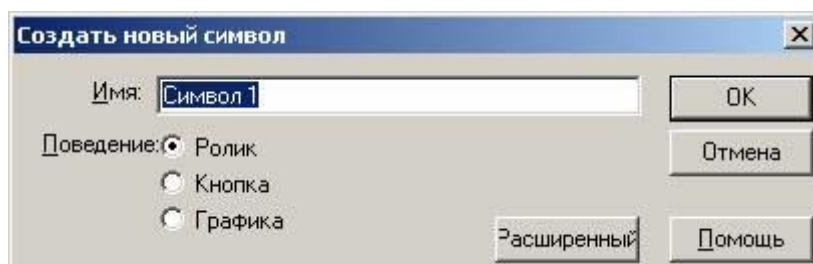 Создать новый символ
Имя: Символ 1 OK
Поведение: Ролик Отмена
Кнопка
Графика
Расширенный Помощь